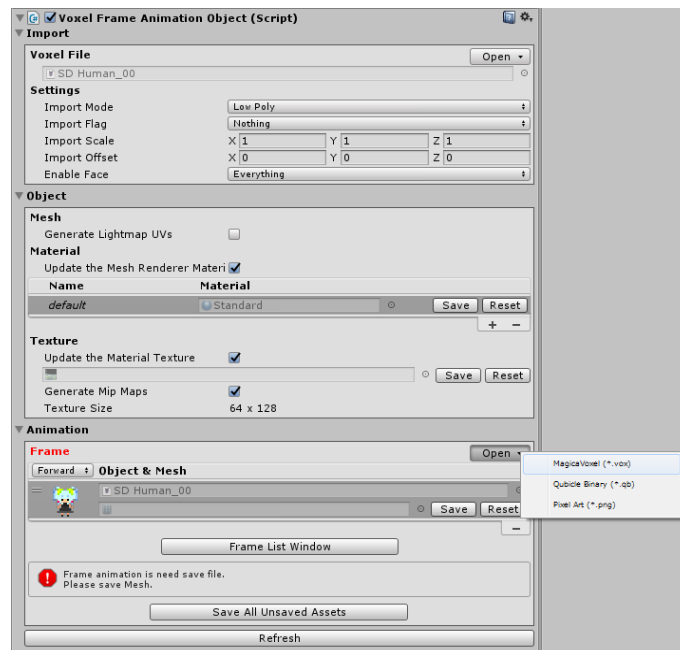 Voxel Frame Animation Object (Script)
Import
Voxel File
Open
SD Human_00
Settings
Import Mode Low Poly
Import Flag Nothing
Import Scale X 1 Y 1 Z 1
Import Offset X 0 Y 0 Z 0
Enable Face Everything
Object
Mesh
Generate Lightmap UVs
Material
Update the Mesh Renderer Materi
Name Material
default Standard Save Reset
+ −
Texture
Update the Material Texture
Save Reset
Generate Mip Maps
Texture Size 64 x 128
Animation
Frame Open
Forward Object & Mesh
SD Human_00
Save Reset
−
MagicaVoxel (*.vox)
Qubicle Binary (*.qb)
Pixel Art (*.png)
Frame List Window
Frame animation is need save file.
Please save Mesh.
Save All Unsaved Assets
Refresh